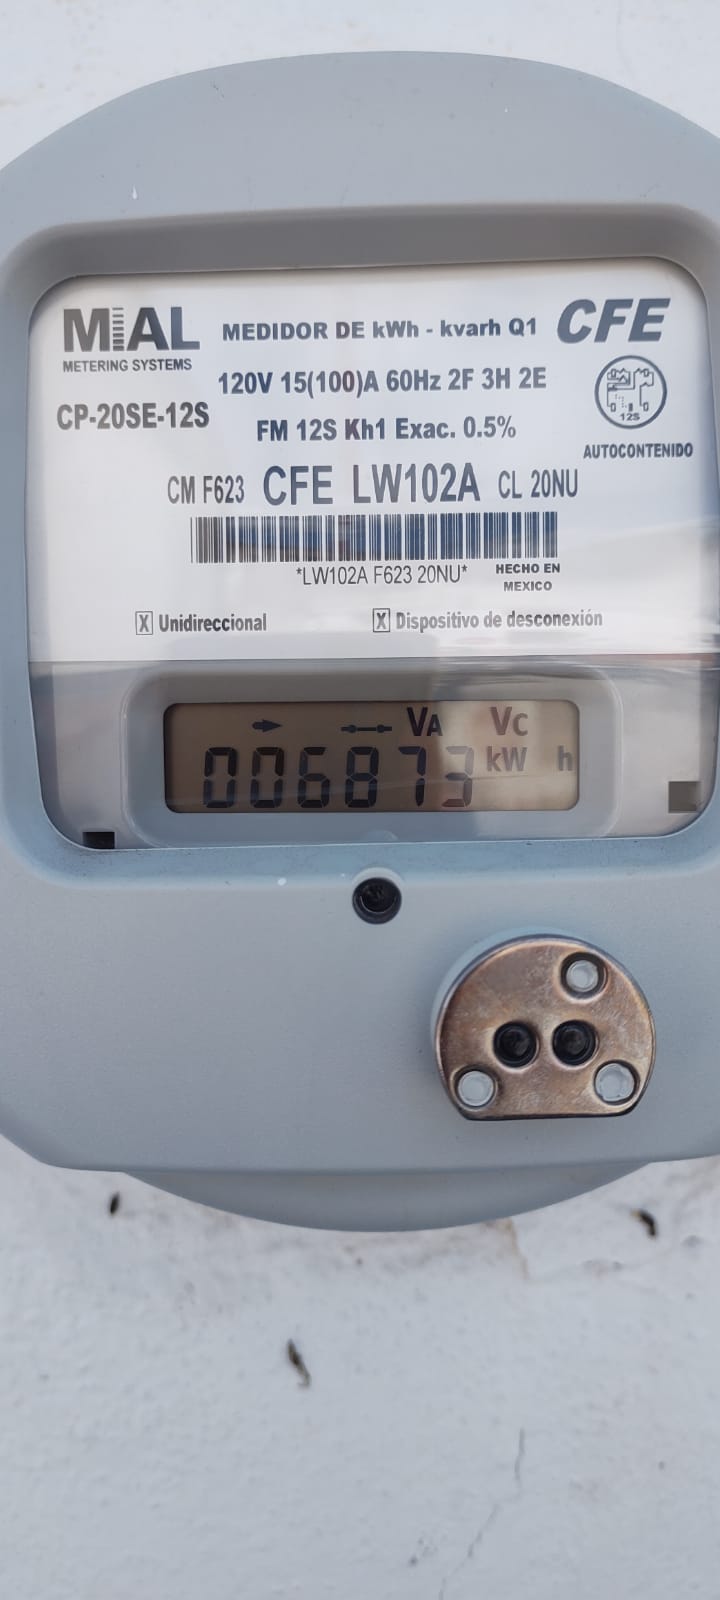 MIAL
METERING SYSTEMS
MEDIDOR DE kWh - kvarh Q1
CFE
120V 15(100)A 60Hz 2F 3H 2E
CP-20SE-12S
FM 12S Kh1 Exac. 0.5%
12S
AUTOCONTENIDO
CM F623 CFE LW102A CL 20NU
*LW102A F623 20NU*
HECHO EN
MEXICO
X Unidireccional
X Dispositivo de desconexión
VA VC
006873 kW h